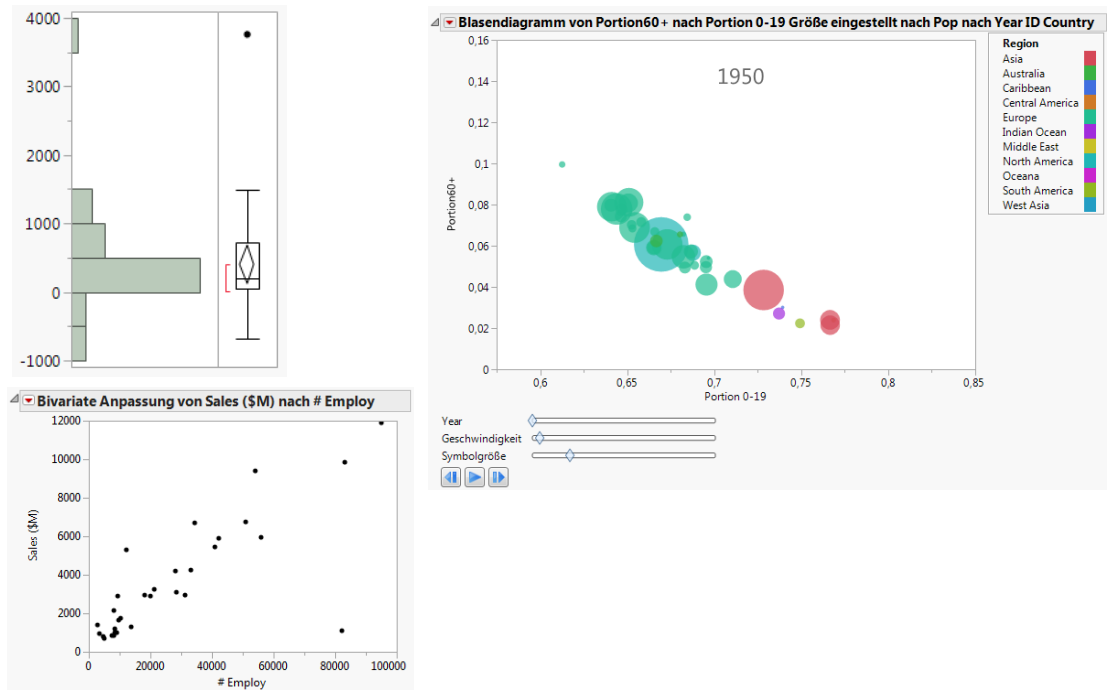 4000
3000
2000
1000
0
-1000
Blasendiagramm von Portion60+ nach Portion 0-19 Größe eingestellt nach Pop nach Year ID Country
0,16
0,14
0,12
0,1
0,08
0,06
0,04
0,02
0
Portion60+
1950
0,6 0,65 0,7 0,75 0,8 0,85
Portion 0-19
Region
Asia
Australia
Caribbean
Central America
Europe
Indian Ocean
Middle East
North America
Oceana
South America
West Asia
Year
Geschwindigkeit
Symbolgröße
Bivariate Anpassung von Sales ($M) nach # Employ
12000
10000
8000
6000
4000
2000
0
Sales ($M)
0 20000 40000 60000 80000 100000
# Employ